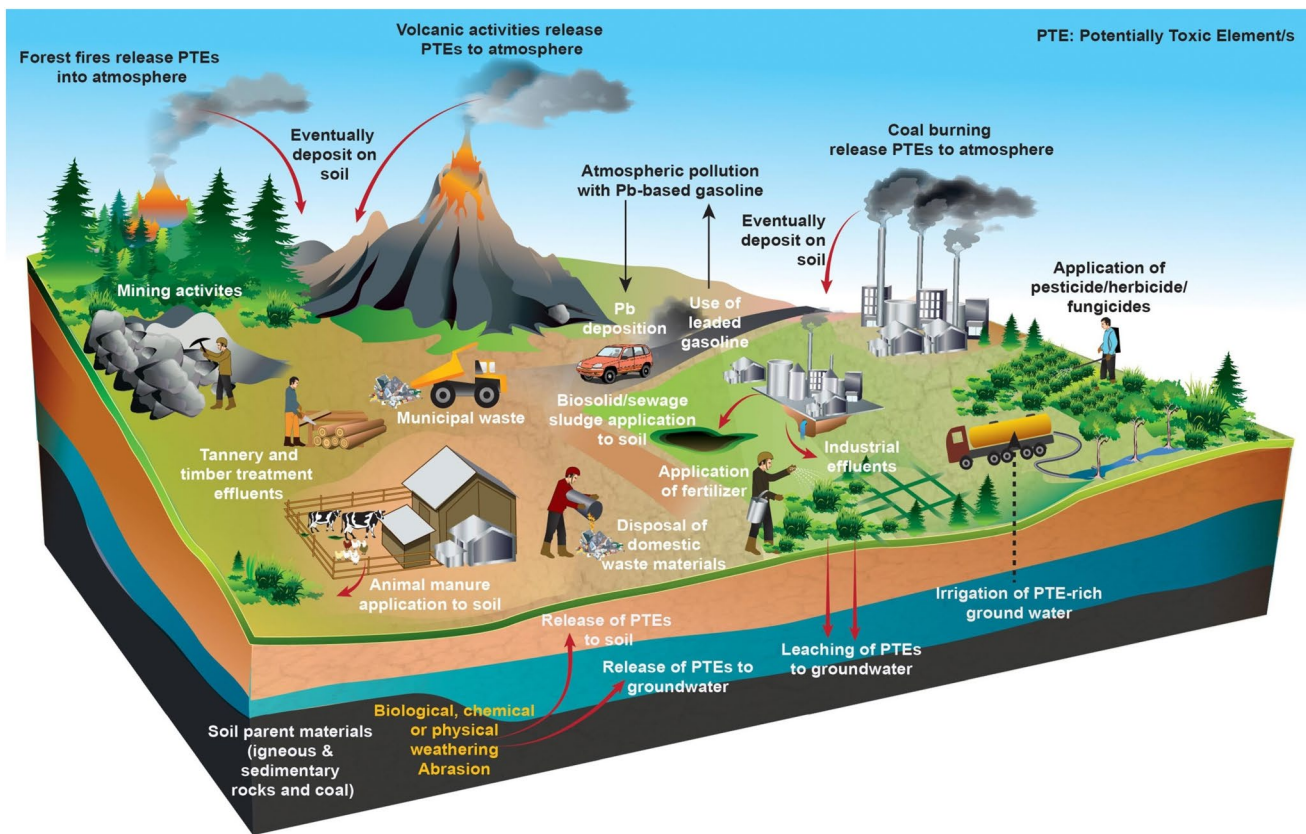 PTE: Potentially Toxic Element/s
Forest fires release PTEs
into atmosphere
Volcanic activities release
PTEs to atmosphere
Eventually
deposit on
soil
Atmospheric pollution
with Pb-based gasoline
Coal burning
release PTEs to atmosphere
Eventually
deposit on
soil
Application of
pesticide/herbicide/
fungicides
Mining activites
Pb
deposition
Use of
leaded
gasoline
Municipal waste
Biosolid/sewage
sludge application
to soil
Tannery and
timber treatment
effluents
Application
of fertilizer
Industrial
effluents
Disposal of
domestic
waste materials
Animal manure
application to soil
Irrigation of PTE-rich
ground water
Release of PTEs
to soil
Release of PTEs to
groundwater
Leaching of PTEs
to groundwater
Soil parent materials
(igneous &
sedimentary
rocks and coal)
Biological, chemical
or physical
weathering
Abrasion